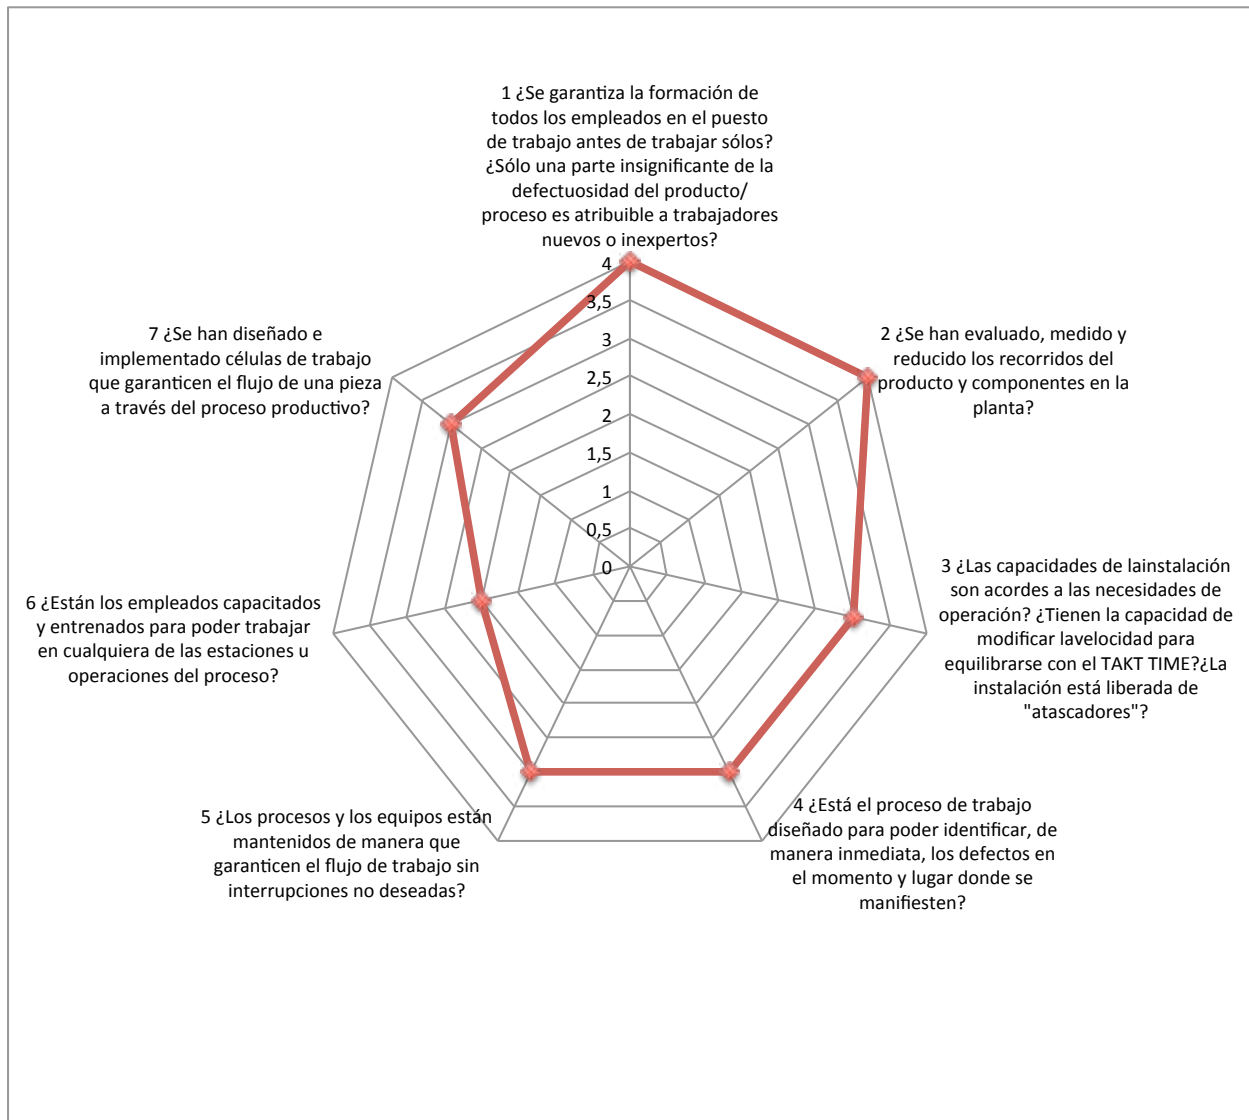 1 ¿Se garantiza la formación de
todos los empleados en el puesto
de trabajo antes de trabajar sólos?
¿Sólo una parte insignificante de la
defectuosidad del producto/
proceso es atribuible a trabajadores
nuevos o inexpertos?
4
3,5
3
2,5
2
1,5
1
0,5
0
2 ¿Se han evaluado, medido y
reducido los recorridos del
producto y componentes en la
planta?
3 ¿Las capacidades de lainstalación
son acordes a las necesidades de
operación? ¿Tienen la capacidad de
modificar lavelocidad para
equilibrarse con el TAKT TIME?¿La
instalación está liberada de
"atascadores"?
4 ¿Está el proceso de trabajo
diseñado para poder identificar, de
manera inmediata, los defectos en
el momento y lugar donde se
manifiesten?
5 ¿Los procesos y los equipos están
mantenidos de manera que
garanticen el flujo de trabajo sin
interrupciones no deseadas?
6 ¿Están los empleados capacitados
y entrenados para poder trabajar
en cualquiera de las estaciones u
operaciones del proceso?
7 ¿Se han diseñado e
implementado células de trabajo
que garanticen el flujo de una pieza
a través del proceso productivo?